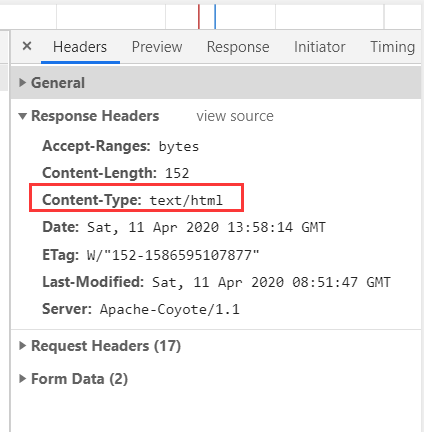 × Headers Preview Response Initiator Timing
▶ General
▼ Response Headers view source
Accept-Ranges: bytes
Content-Length: 152
Content-Type: text/html
Date: Sat, 11 Apr 2020 13:58:14 GMT
ETag: W/"152-1586595107877"
Last-Modified: Sat, 11 Apr 2020 08:51:47 GMT
Server: Apache-Coyote/1.1
▶ Request Headers (17)
▶ Form Data (2)